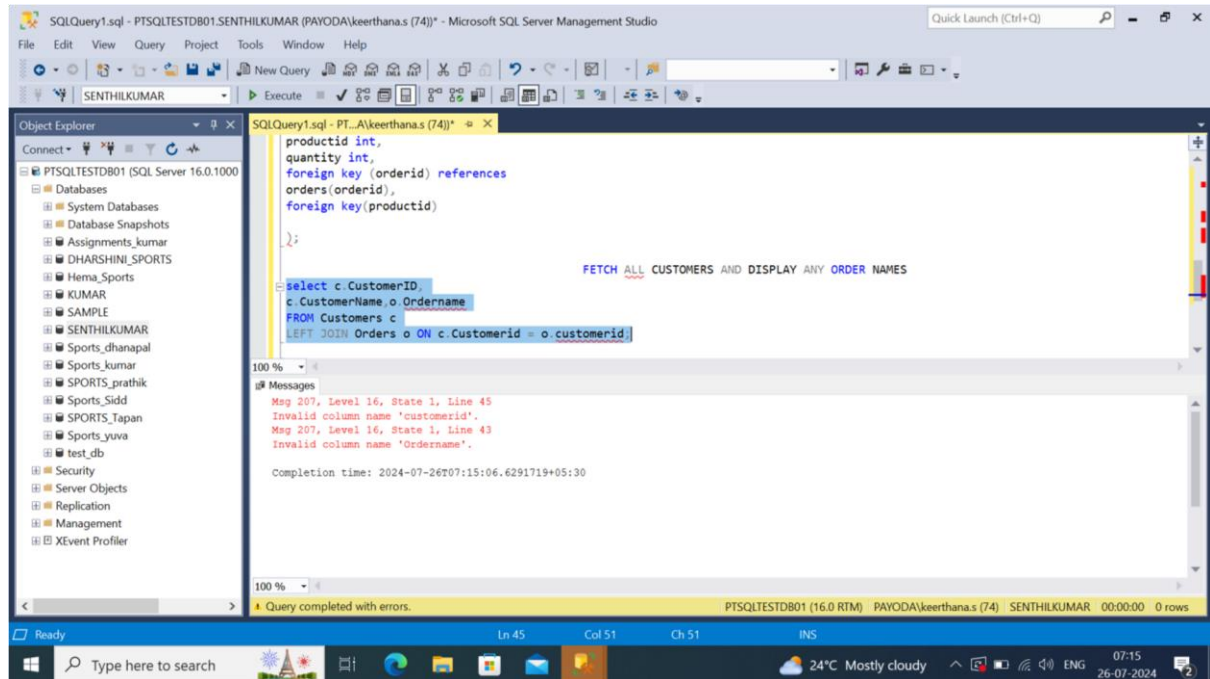 SQLQuery1.sql - PTSQLTESTDB01.SENTHILKUMAR (PAYODA\keerthana.s (74))* - Microsoft SQL Server Management Studio
Quick Launch (Ctrl+Q)
File Edit View Query Project Tools Window Help
New Query
SENTHILKUMAR
Execute
Object Explorer
Connect
PTSQLTESTDB01 (SQL Server 16.0.1000
Databases
System Databases
Database Snapshots
Assignments_kumar
DHARSHINI_SPORTS
Hema_Sports
KUMAR
SAMPLE
SENTHILKUMAR
Sports_dhanapal
Sports_kumar
SPORTS_prathik
Sports_Sidd
SPORTS_Tapan
Sports_yuva
test_db
Security
Server Objects
Replication
Management
XEvent Profiler
SQLQuery1.sql - PT...A\keerthana.s (74))*
productid int,
quantity int,
foreign key (orderid) references
orders(orderid),
foreign key(productid)
);
FETCH ALL CUSTOMERS AND DISPLAY ANY ORDER NAMES
select c.CustomerID,
c.CustomerName,o.Ordername
FROM Customers c
LEFT JOIN Orders o ON c.Customerid = o.customerid;
100 %
Messages
Msg 207, Level 16, State 1, Line 45
Invalid column name 'customerid'.
Msg 207, Level 16, State 1, Line 43
Invalid column name 'Ordername'.
Completion time: 2024-07-26T07:15:06.6291719+05:30
100 %
Query completed with errors.
PTSQLTESTDB01 (16.0 RTM) PAYODA\keerthana.s (74) SENTHILKUMAR 00:00:00 0 rows
Ready Ln 45 Col 51 Ch 51 INS
Type here to search
24°C Mostly cloudy ENG
07:15
26-07-2024
2